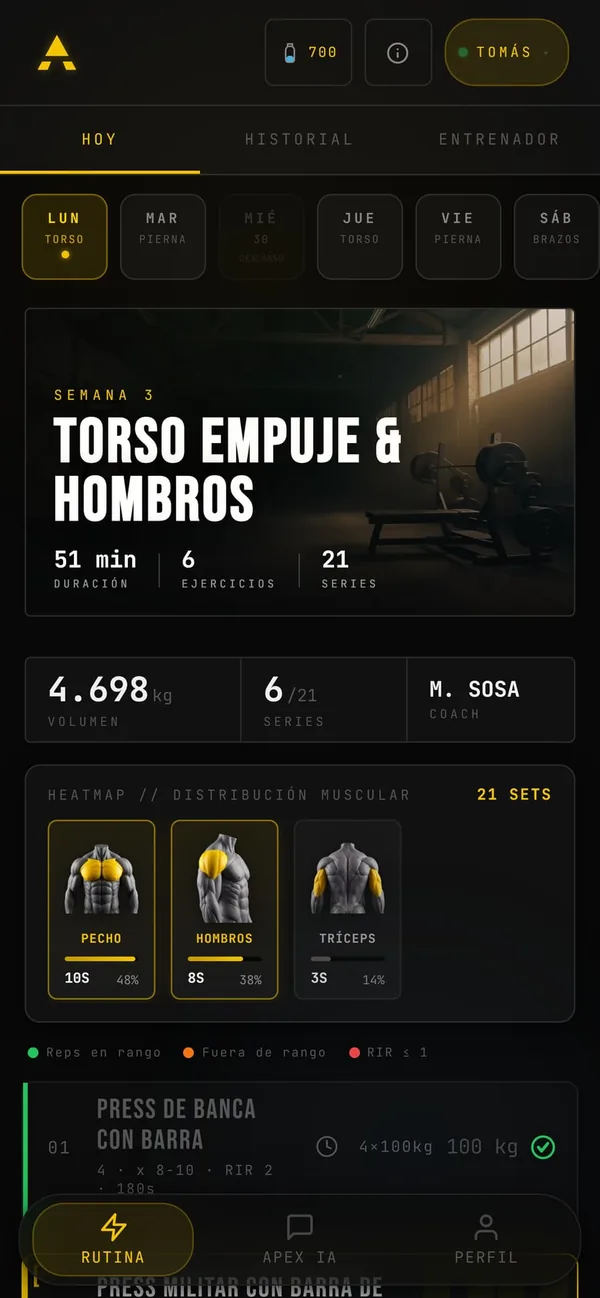 700
TOMÁS
HOY HISTORIAL ENTRENADOR
LUN MAR MIÉ JUE VIE SÁB
TORSO PIERNA 30 TORSO PIERNA BRAZOS
DESCANSO
SEMANA 3
TORSO EMPUJE &
HOMBROS
51 min 6 21
DURACIÓN EJERCICIOS SERIES
4.698 kg 6/21 M. SOSA
VOLUMEN SERIES COACH
HEATMAP // DISTRIBUCIÓN MUSCULAR 21 SETS
PECHO HOMBROS TRÍCEPS
10S 48% 8S 38% 3S 14%
Reps en rango Fuera de rango RIR ≤ 1
PRESS DE BANCA
CON BARRA
01 4×100kg 100 kg
4 · x 8-10 · RIR 2
· 180s
RUTINA APEX IA PERFIL
PRESS MILITAR CON BARRA DE